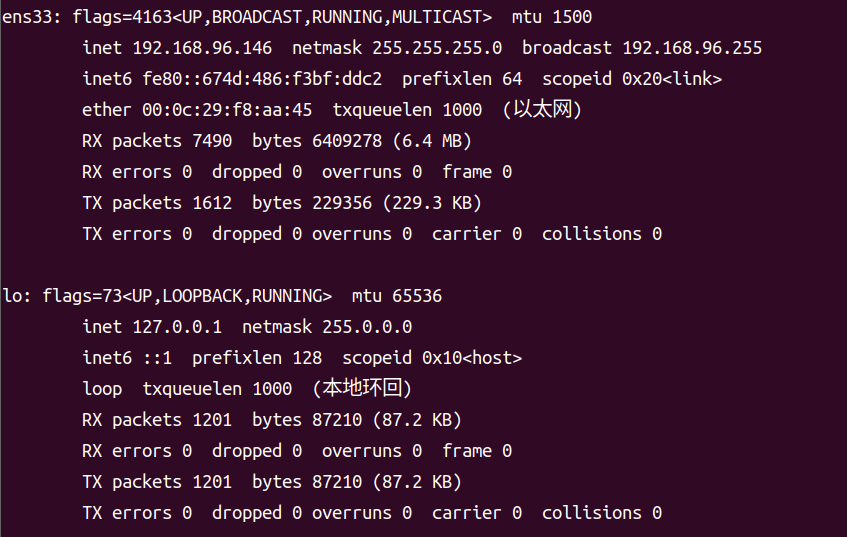 ens33: flags=4163<UP,BROADCAST,RUNNING,MULTICAST>  mtu 1500
        inet 192.168.96.146  netmask 255.255.255.0  broadcast 192.168.96.255
        inet6 fe80::674d:486:f3bf:ddc2  prefixlen 64  scopeid 0x20<link>
        ether 00:0c:29:f8:aa:45  txqueuelen 1000  (以太网)
        RX packets 7490  bytes 6409278 (6.4 MB)
        RX errors 0  dropped 0  overruns 0  frame 0
        TX packets 1612  bytes 229356 (229.3 KB)
        TX errors 0  dropped 0 overruns 0  carrier 0  collisions 0

lo: flags=73<UP,LOOPBACK,RUNNING>  mtu 65536
        inet 127.0.0.1  netmask 255.0.0.0
        inet6 ::1  prefixlen 128  scopeid 0x10<host>
        loop  txqueuelen 1000  (本地环回)
        RX packets 1201  bytes 87210 (87.2 KB)
        RX errors 0  dropped 0  overruns 0  frame 0
        TX packets 1201  bytes 87210 (87.2 KB)
        TX errors 0  dropped 0 overruns 0  carrier 0  collisions 0